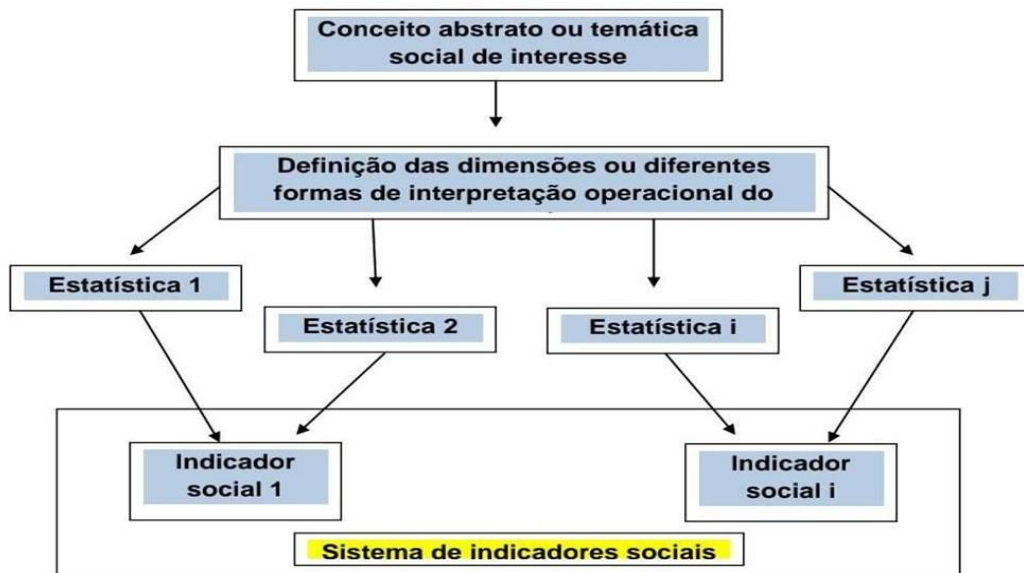 Conceito abstrato ou temática
social de interesse
Definição das dimensões ou diferentes
formas de interpretação operacional do
Estatística 1
Estatística j
Estatística 2
Estatística i
Indicador
social 1
Indicador
social i
Sistema de indicadores sociais